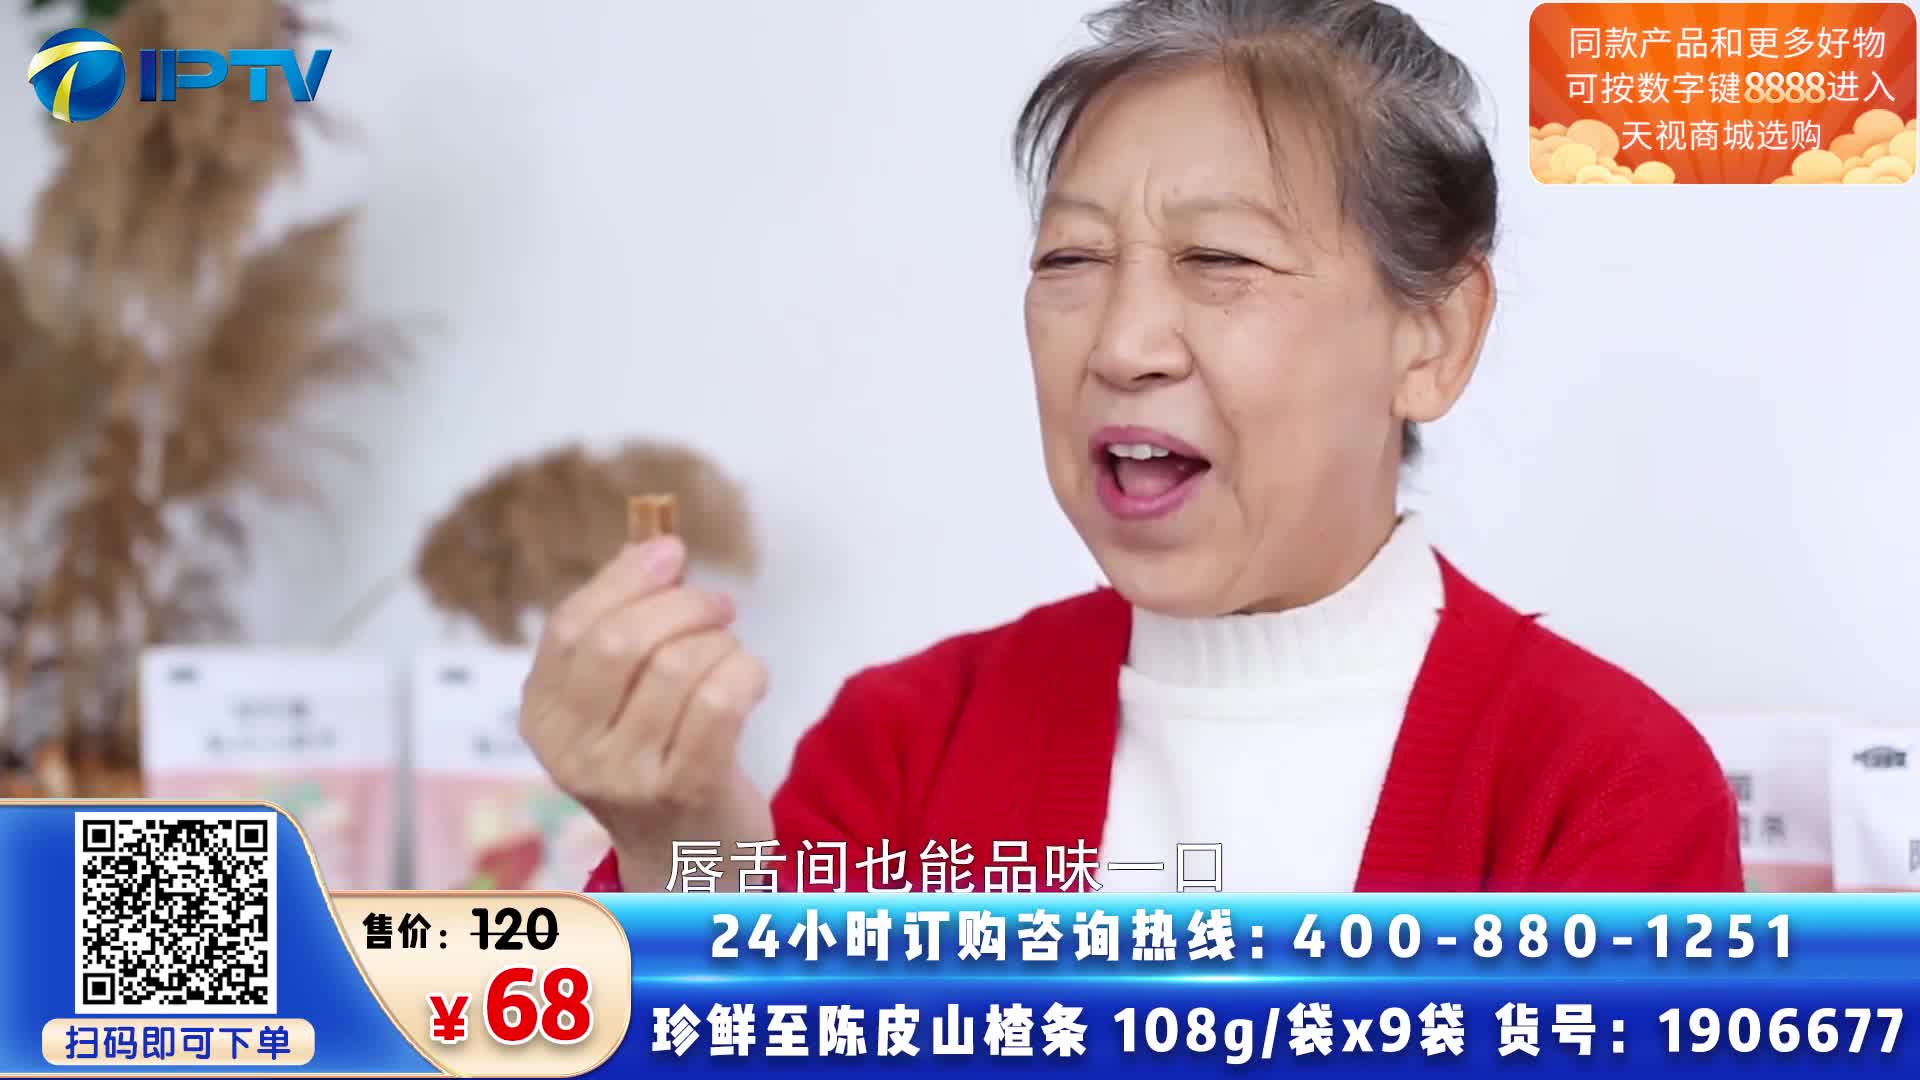 IPTV
同款产品和更多好物
可按数字键8888进入
天视商城选购
唇舌间也能品味一口
售价：120
¥68
扫码即可下单
24小时订购咨询热线：400-880-1251
珍鲜至陈皮山楂条 108g/袋x9袋 货号：1906677